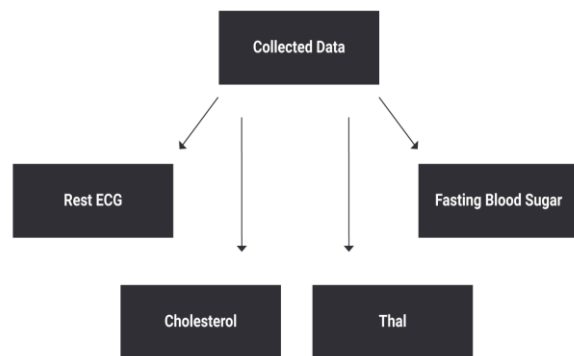 Collected Data
Rest ECG
Fasting Blood Sugar
Cholesterol
Thal